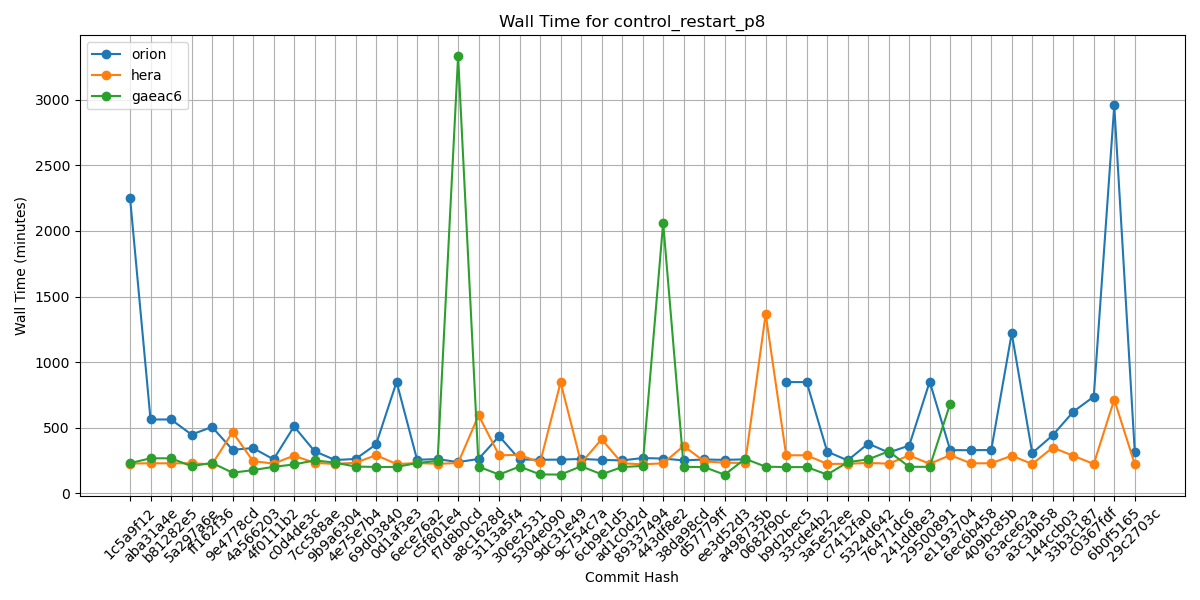 Wall Time for control_restart_p8
orion
hera
gaeac6
Wall Time (minutes)
3000
2500
2000
1500
1000
500
0
1c5a9f12
aba311a4e
b81282e5
5a297a6e
ff162f36
9e4778cd
4a566203
4f0111b2
c0d4de3c
7cc588ae
9b9a6304
4e75e7b4
69d03840
0d1af3e3
6ece76a2
c5f801e4
f7d8b0cd
a8c1628d
3113a5f4
306e2531
5304e090
9dc31e49
9c754c7a
6cb9e1d5
ad1c0d2d
89337494
443df8e2
38da98cd
d57779ff
ee3d52d3
a498735b
0682f90c
b9d2bec5
33cde4b2
3a5e52ee
c7412fa0
5324d642
76471dc6
241dd8e3
29500891
e1193704
6ec6b458
409bc85b
63ace62a
a3c3bb58
144ccb03
33b3c187
c0367fdf
6b0f5165
29c2703c
Commit Hash